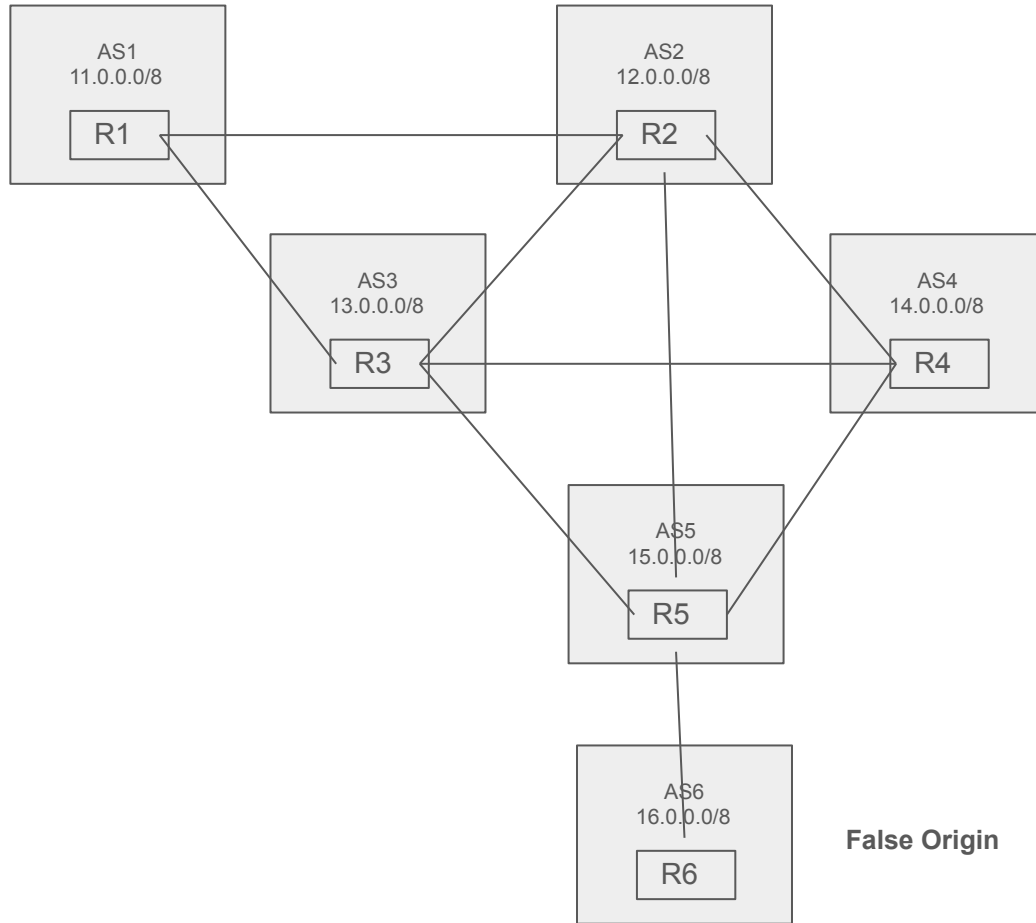 AS1
11.0.0.0/8
R1
AS2
12.0.0.0/8
R2
AS3
13.0.0.0/8
R3
AS4
14.0.0.0/8
R4
AS5
15.0.0.0/8
R5
AS6
16.0.0.0/8
R6
False Origin